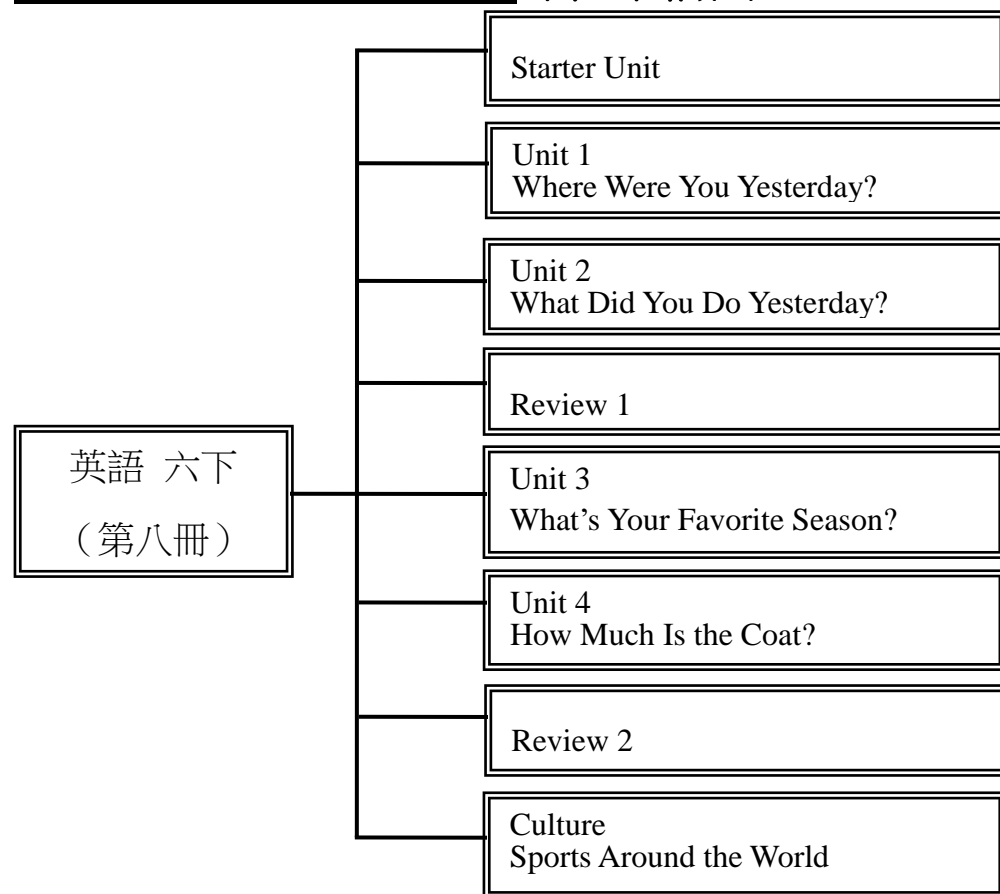 Starter Unit
Unit 1
Where Were You Yesterday?
Unit 2
What Did You Do Yesterday?
Review 1
英語 六下
（第八冊）
Unit 3
What’s Your Favorite Season?
Unit 4
How Much Is the Coat?
Review 2
Culture
Sports Around the World